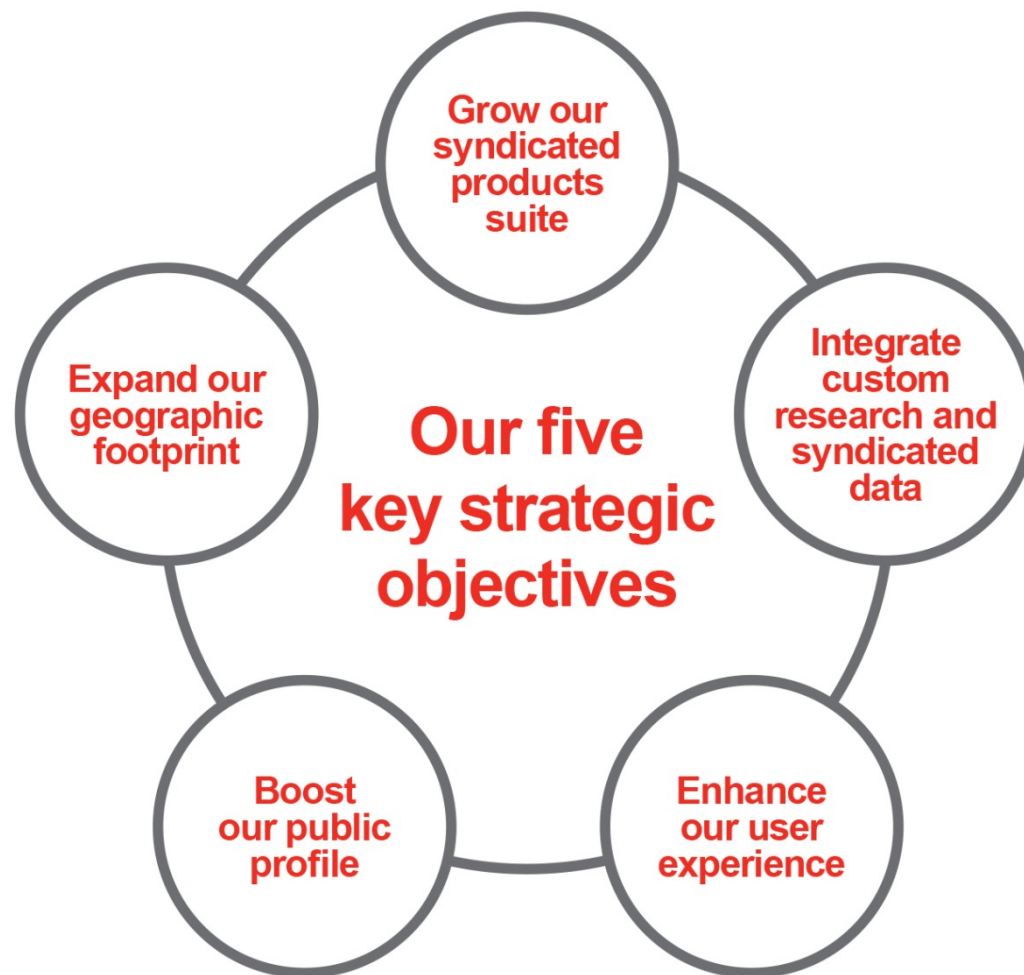 Grow our
syndicated
products
suite
Integrate
custom
research and
syndicated
data
Expand our
geographic
footprint
Our five
key strategic
objectives
Boost
our public
profile
Enhance
our user
experience